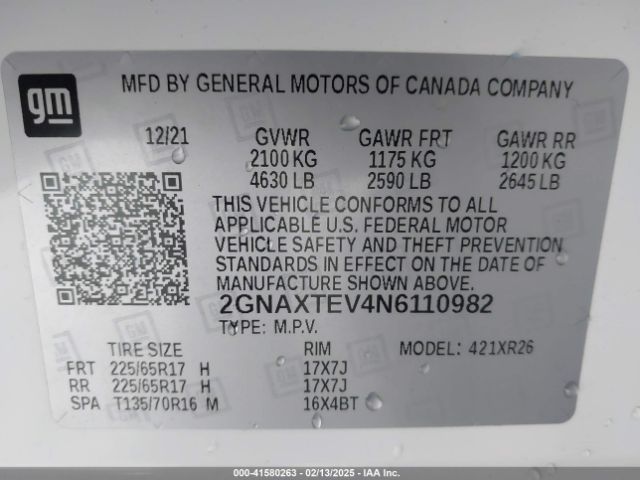 gm
MFD BY GENERAL MOTORS OF CANADA COMPANY
12/21 GVWR GAWR FRT GAWR RR
2100 KG 1175 KG 1200 KG
4630 LB 2590 LB 2645 LB
THIS VEHICLE CONFORMS TO ALL
APPLICABLE U.S. FEDERAL MOTOR
VEHICLE SAFETY AND THEFT PREVENTION
STANDARDS IN EFFECT ON THE DATE OF
MANUFACTURE SHOWN ABOVE.
2GNAXTEV4N6110982
TYPE: M.P.V.
TIRE SIZE RIM MODEL: 421XR26
FRT 225/65R17 H 17X7J
RR 225/65R17 H 17X7J
SPA T135/70R16 M 16X4BT
000-41580263 - 02/13/2025 - IAAI.COM